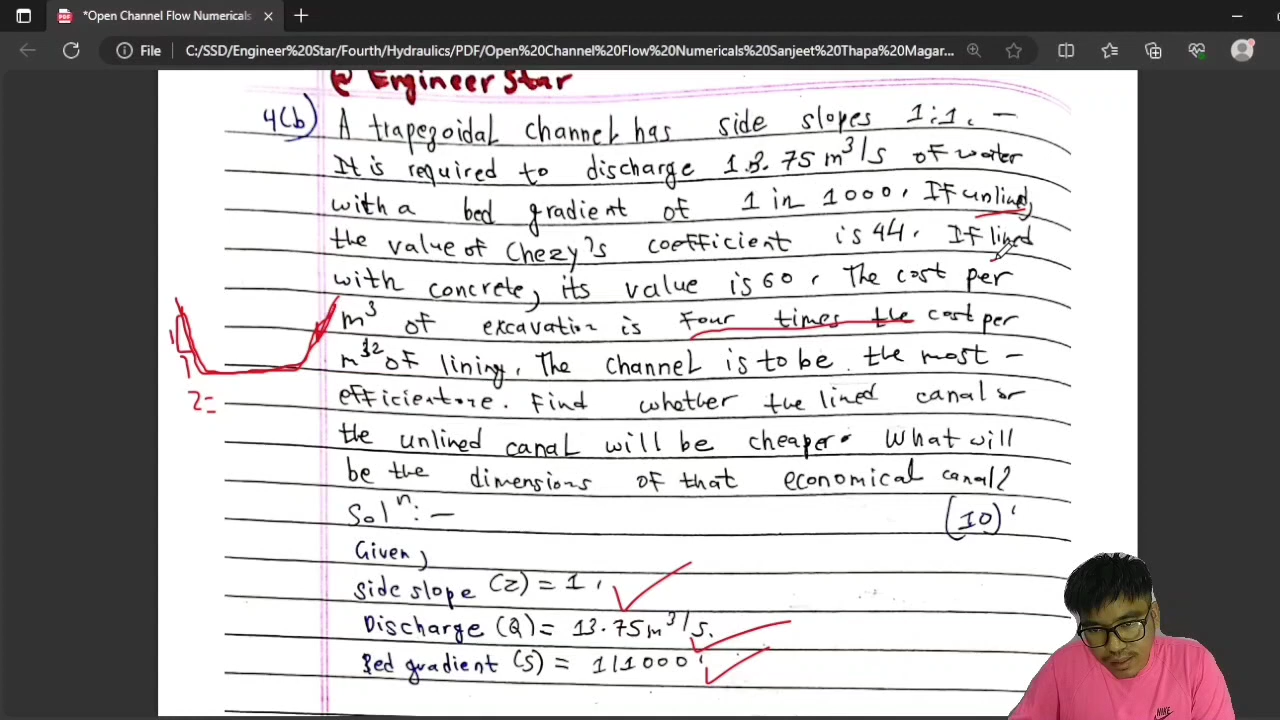 *Open Channel Flow Numericals
File
C:/SSD/Engineer%20Star/Fourth/Hydraulics/PDF/Open%20Channel%20Flow%20Numericals%20Sanjeet%20Thapa%20Magar...
@ Engineer Star
4(b) A trapezoidal channel has side slopes 1:1. -
It is required to discharge 13.75 m³/s of water
with a bed gradient of 1 in 1000. If unlined,
the value of Chezy's coefficient is 44. If lined
with concrete, its value is 60. The cost per
m³ of excavation is four times the cost per
m² of lining. The channel is to be the most -
efficient one. Find whether the lined canal or
the unlined canal will be cheaper. What will
be the dimensions of that economical canal?
Solⁿ: - (10)
Given,
side slope (z) = 1.
Discharge (Q) = 13.75 m³/s.
Bed gradient (S) = 1/1000.
1
1
z=
NIKE